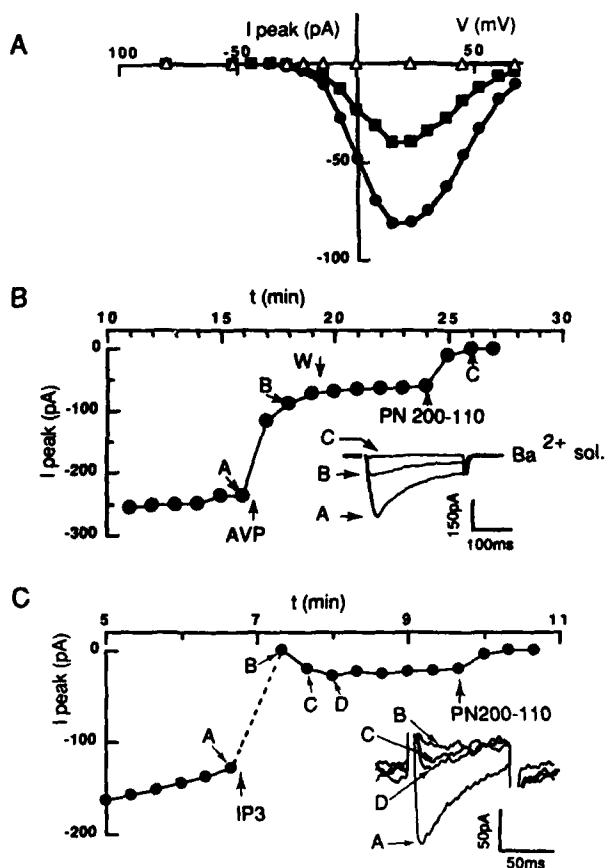 A
I peak (pA)
V (mV)
100
-50
50
-50
-100
B
t (min)
10
15
20
25
30
0
-100
-200
-300
I peak (pA)
A
B
W
C
AVP
PN 200-110
C
B
A
Ba 2+ sol.
150pA
100ms
C
t (min)
5
7
9
11
0
-100
-200
I peak (pA)
A
B
C
D
IP3
PN200-110
B
C
D
A
50pA
50ms